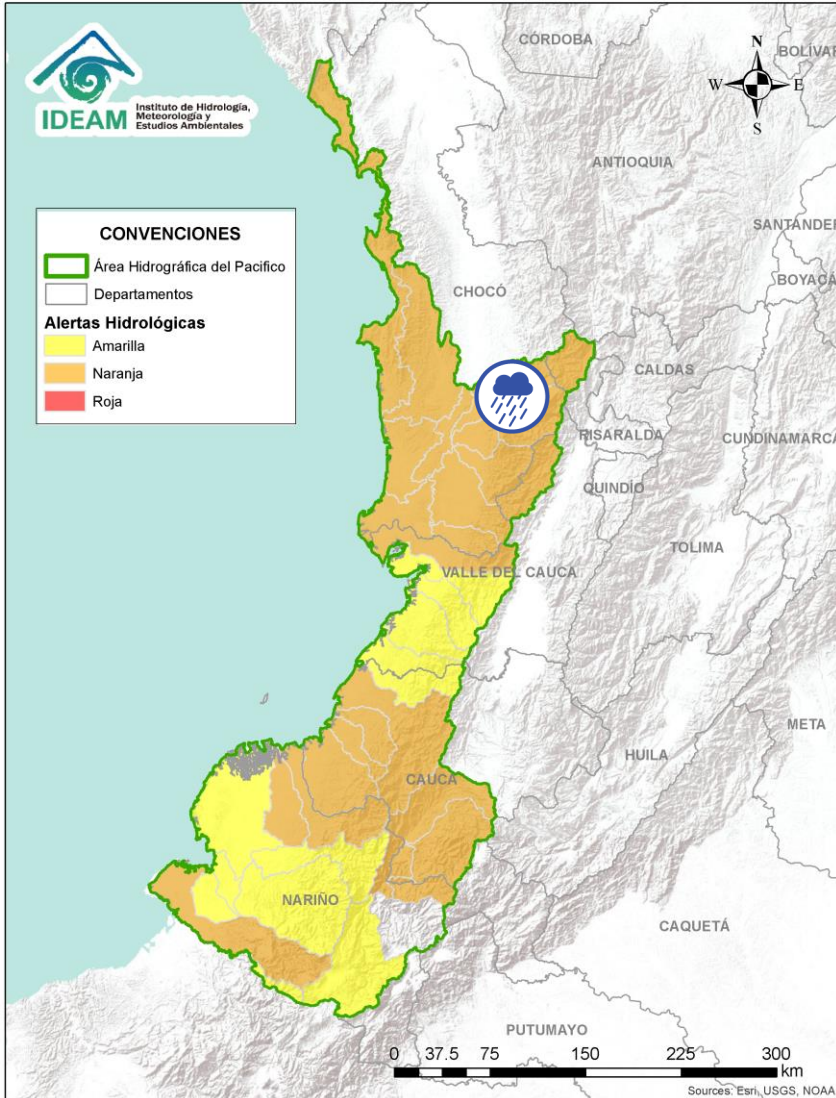 IDEAM
Instituto de Hidrología,
Meteorología y
Estudios Ambientales
CONVENCIONES
Área Hidrográfica del Pacifico
Departamentos
Alertas Hidrológicas
Amarilla
Naranja
Roja
N
W
E
S
CÓRDOBA
BOLÍVAR
ANTIOQUIA
SANTANDER
BOYACÁ
CHOCÓ
CALDAS
RISARALDA
CUNDINAMARCA
QUINDÍO
TOLIMA
VALLE DEL CAUCA
META
HUILA
CAUCA
NARIÑO
CAQUETÁ
PUTUMAYO
0 37.5 75 150 225 300
km
Sources: Esri, USGS, NOAA